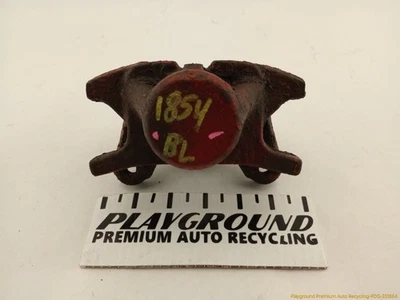 1854
BL
PLAYGROUND
PREMIUM AUTO RECYCLING